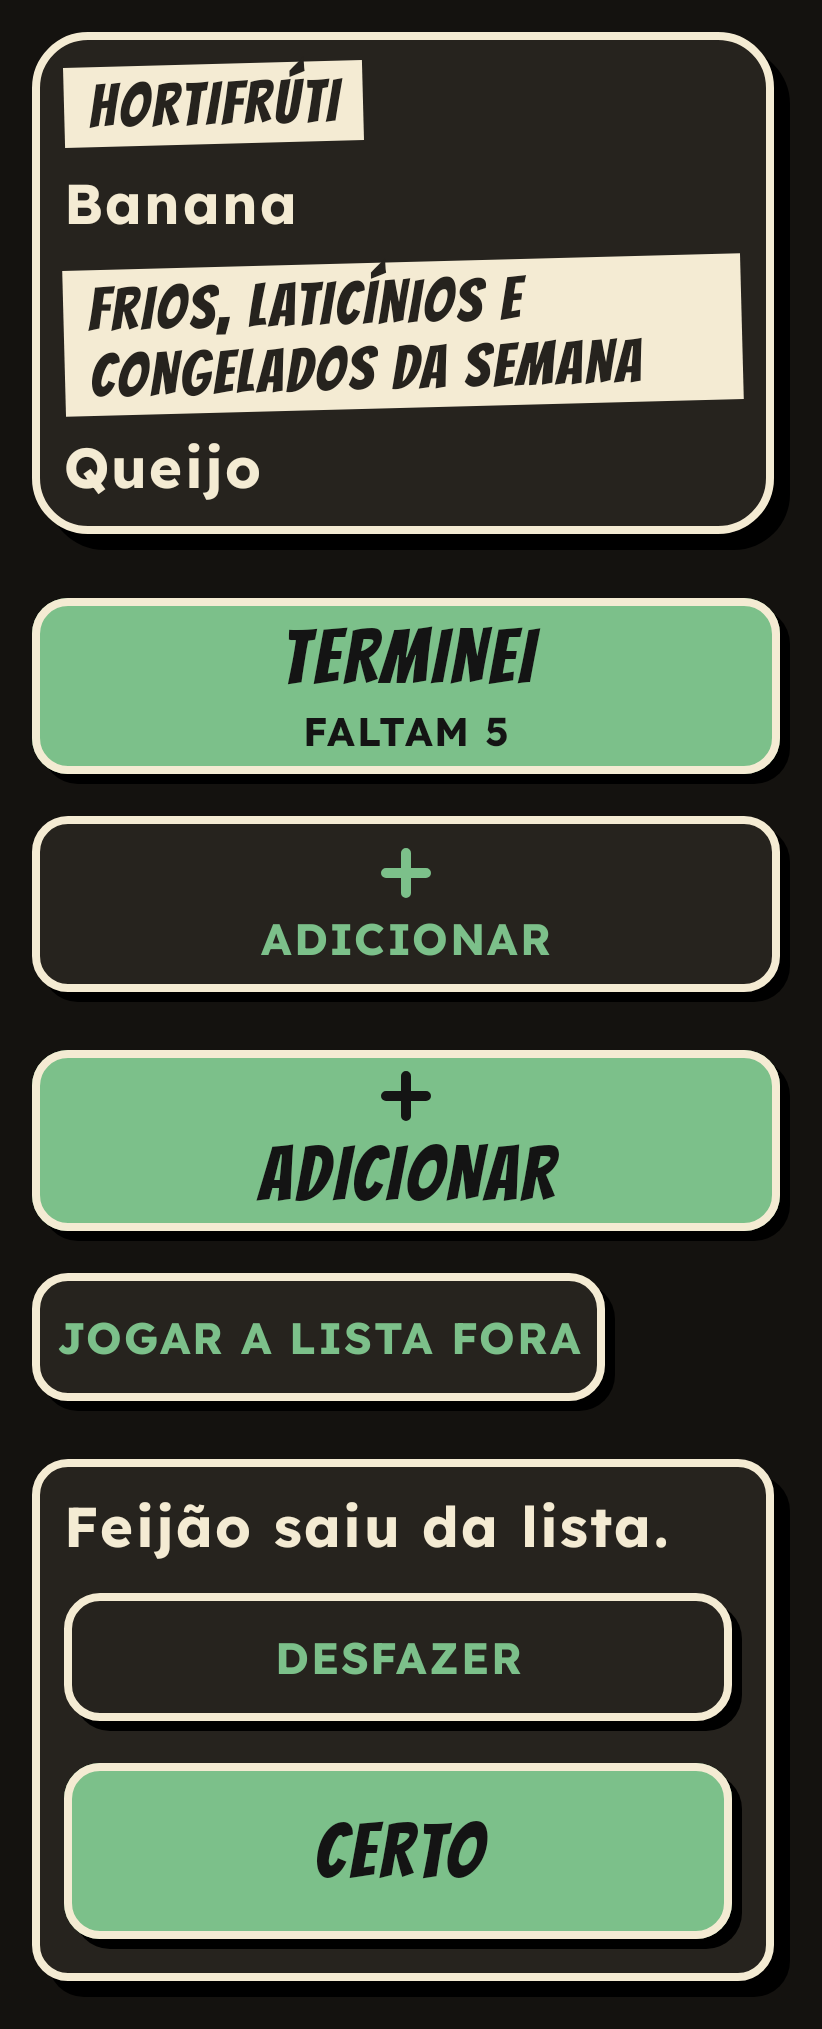 HORTIFRÚTI
Banana
FRIOS, LATICÍNIOS E
CONGELADOS DA SEMANA
Queijo
TERMINEI
FALTAM 5
ADICIONAR
ADICIONAR
JOGAR A LISTA FORA
Feijão saiu da lista.
DESFAZER
CERTO